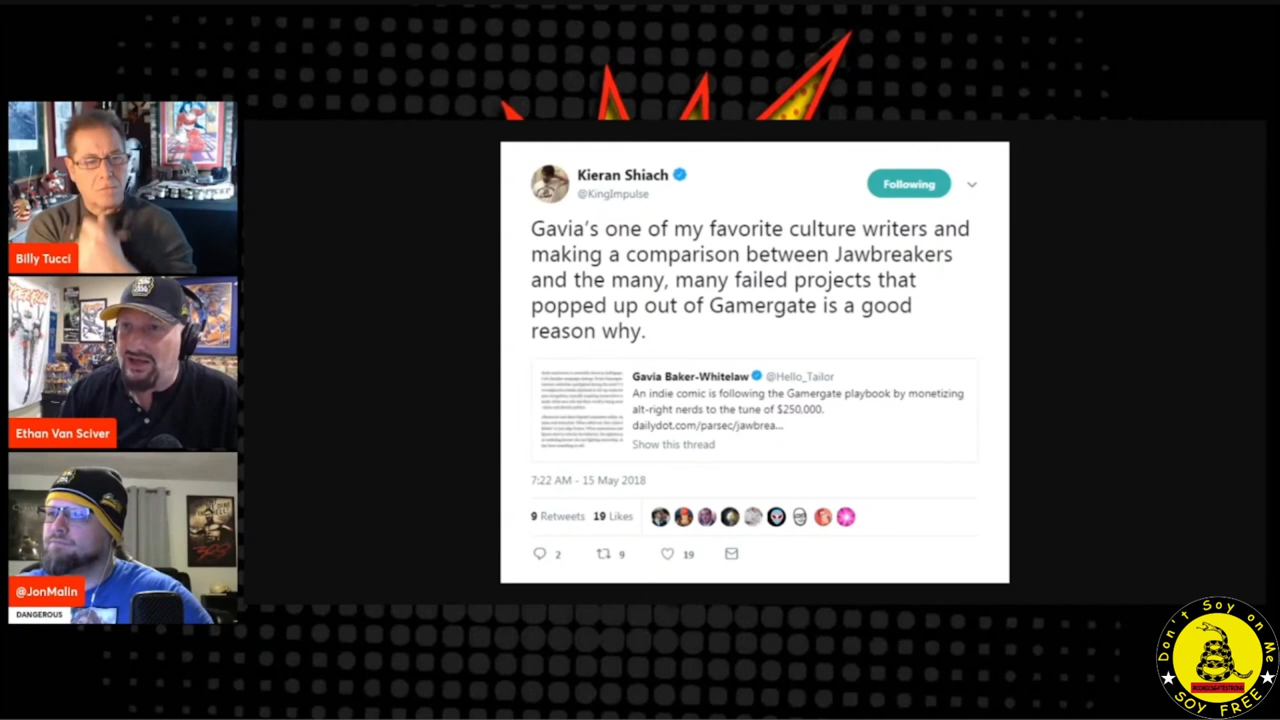 Billy Tucci
Ethan Van Sciver
@JonMalin
DANGEROUS
Kieran Shiach
@KingImpulse
Following
Gavia's one of my favorite culture writers and
making a comparison between Jawbreakers
and the many, many failed projects that
popped up out of Gamergate is a good
reason why.
Gavia Baker-Whitelaw @Hello_Tailor
An indie comic is following the Gamergate playbook by monetizing
alt-right nerds to the tune of $250,000.
dailydot.com/parsec/jawbrea...
Show this thread
7:22 AM - 15 May 2018
9 Retweets 19 Likes
2 9 19
Don't Soy on Me
SOY FREE